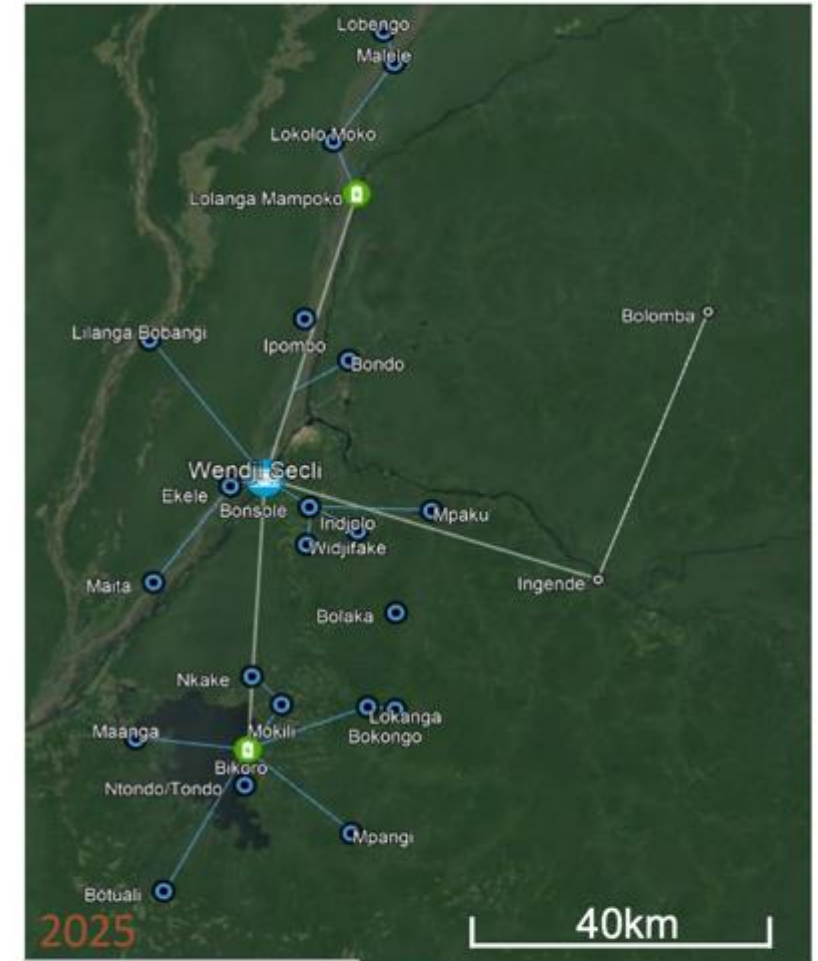 Lobengo
Maleje
Lokolo Moko
Lolanga Mampoko
Bolomba
Ipombo
Lilanga Bobangi
Bondo
Wendji Secli
Ekele
Bonsole
Mpaku
Indjolo
Widjifake
Ingende
Maita
Bolaka
Nkake
Lokanga
Maanga
Mokili
Bokongo
Bikoro
Ntondo/Tondo
Mpangi
Botuali
2025
40km